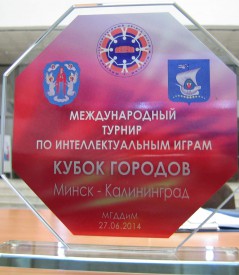 МЕЖДУНАРОДНЫЙ
ТУРНИР
ПО ИНТЕЛЛЕКТУАЛЬНЫМ ИГРАМ
КУБОК ГОРОДОВ
Минск - Калининград
МГДДиМ
27.06.2014